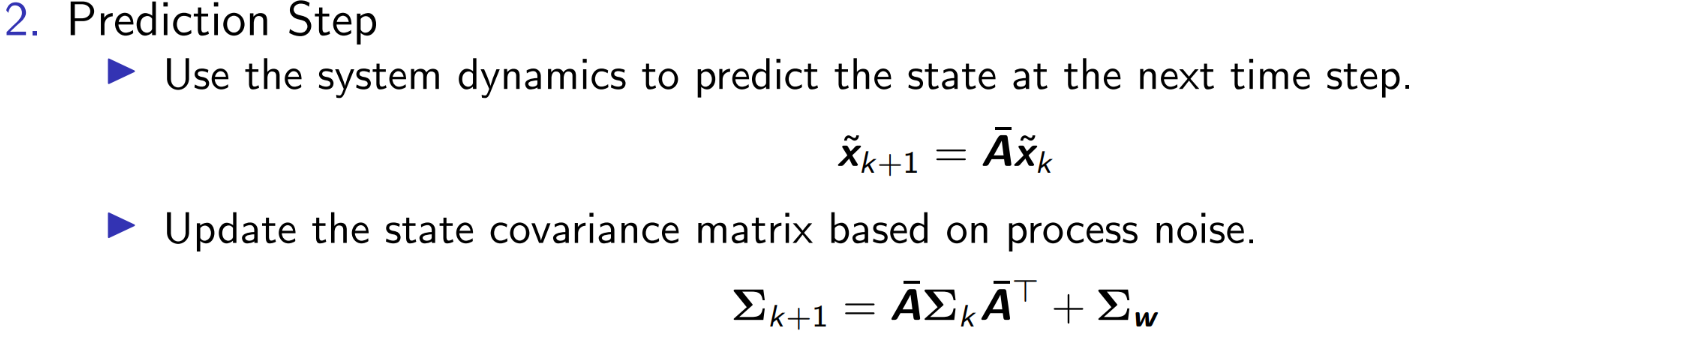 2. Prediction Step
▶ Use the system dynamics to predict the state at the next time step.
x̃ₖ₊₁ = Āx̃ₖ
▶ Update the state covariance matrix based on process noise.
Σₖ₊₁ = ĀΣₖĀ⊤ + Σ_w